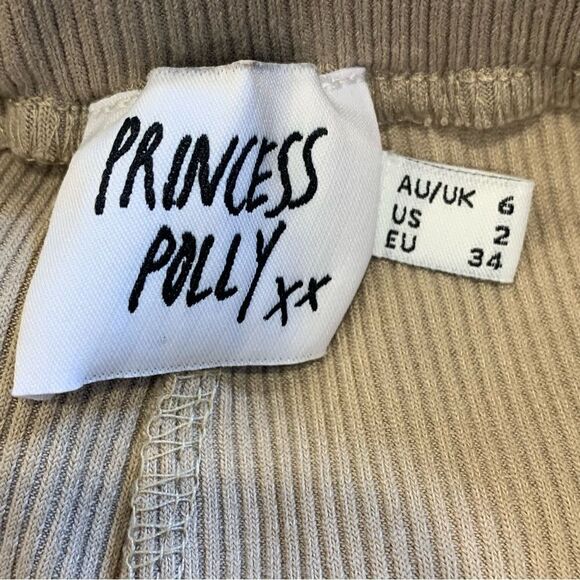 PRINCESS
POLLY xx
AU/UK 6
US 2
EU 34